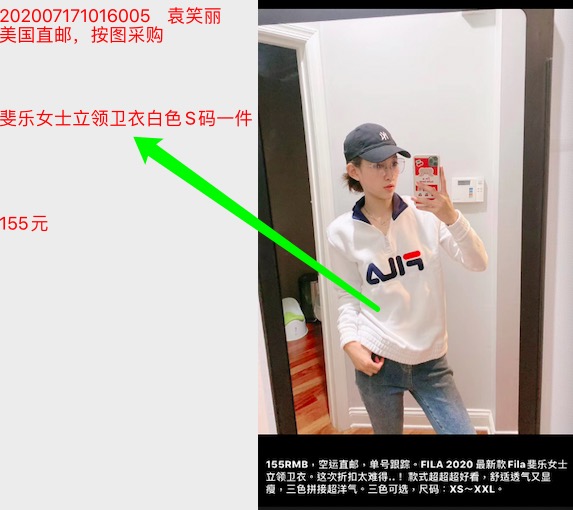 202007171016005 袁笑丽
美国直邮，按图采购
斐乐女士立领卫衣白色S码一件
155元
FILA
155RMB，空运直邮，单号跟踪。FILA 2020 最新款Fila斐乐女士
立领卫衣。这次折扣太难得..！款式超超超好看，舒适透气又显
瘦，三色拼接超洋气。三色可选，尺码：XS～XXL。